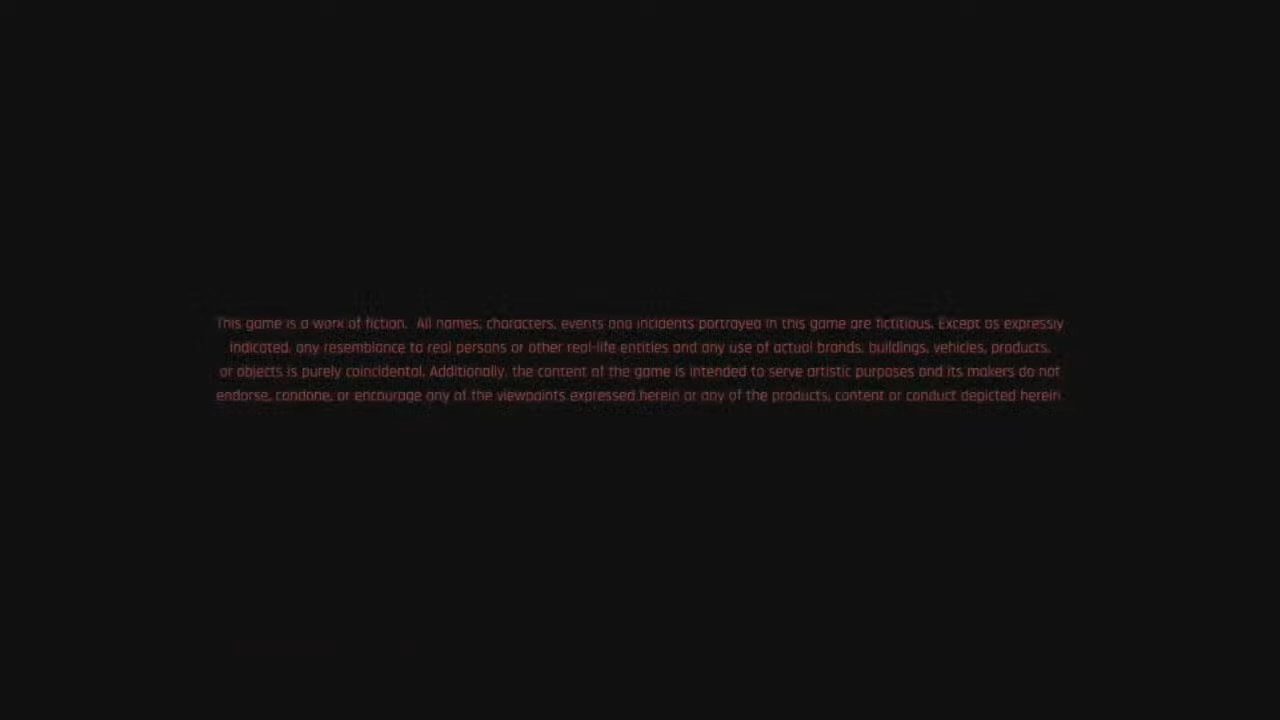 This game is a work of fiction. All names, characters, events and incidents portrayed in this game are fictitious. Except as expressly
indicated, any resemblance to real persons or other real-life entities and any use of actual brands, buildings, vehicles, products,
or objects is purely coincidental. Additionally, the content of the game is intended to serve artistic purposes and its makers do not
endorse, condone, or encourage any of the viewpoints expressed herein or any of the products, content or conduct depicted herein.